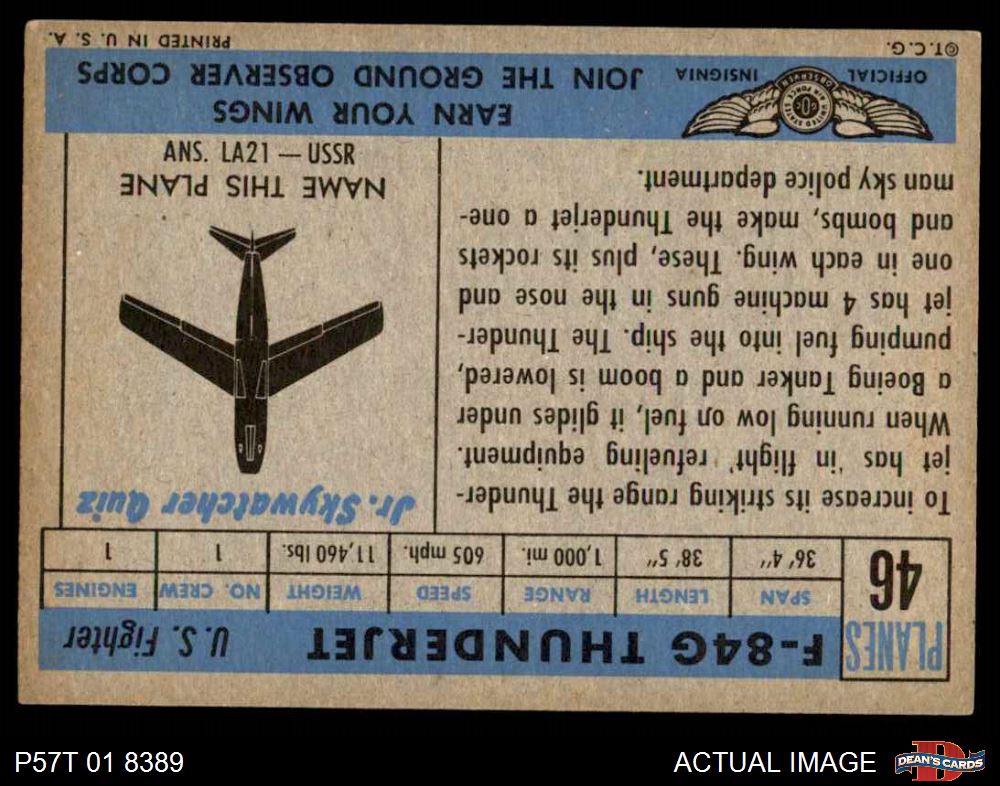 PLANES
46
F-84G THUNDERJET U.S. Fighter
SPAN LENGTH RANGE SPEED WEIGHT NO. CREW ENGINES
36'4" 38'5" 1,000 mi. 605 mph. 11,460 lbs. 1 1
To increase its striking range the Thunder-
jet has 'in flight' refueling equipment.
When running low on fuel, it glides under
a Boeing Tanker and a boom is lowered,
pumping fuel into the ship. The Thunder-
jet has 4 machine guns in the nose and
one in each wing. These, plus its rockets
and bombs, make the Thunderjet a one-
man sky police department.
Jr. Skywatcher Quiz
NAME THIS PLANE
ANS. LA21 — USSR
OFFICIAL INSIGNIA
UNITED STATES AIR FORCE
GOC
OBSERVER
EARN YOUR WINGS
JOIN THE GROUND OBSERVER CORPS
©T.C.G. PRINTED IN U. S. A.
P57T 01 8389 ACTUAL IMAGE
DEAN'S CARDS